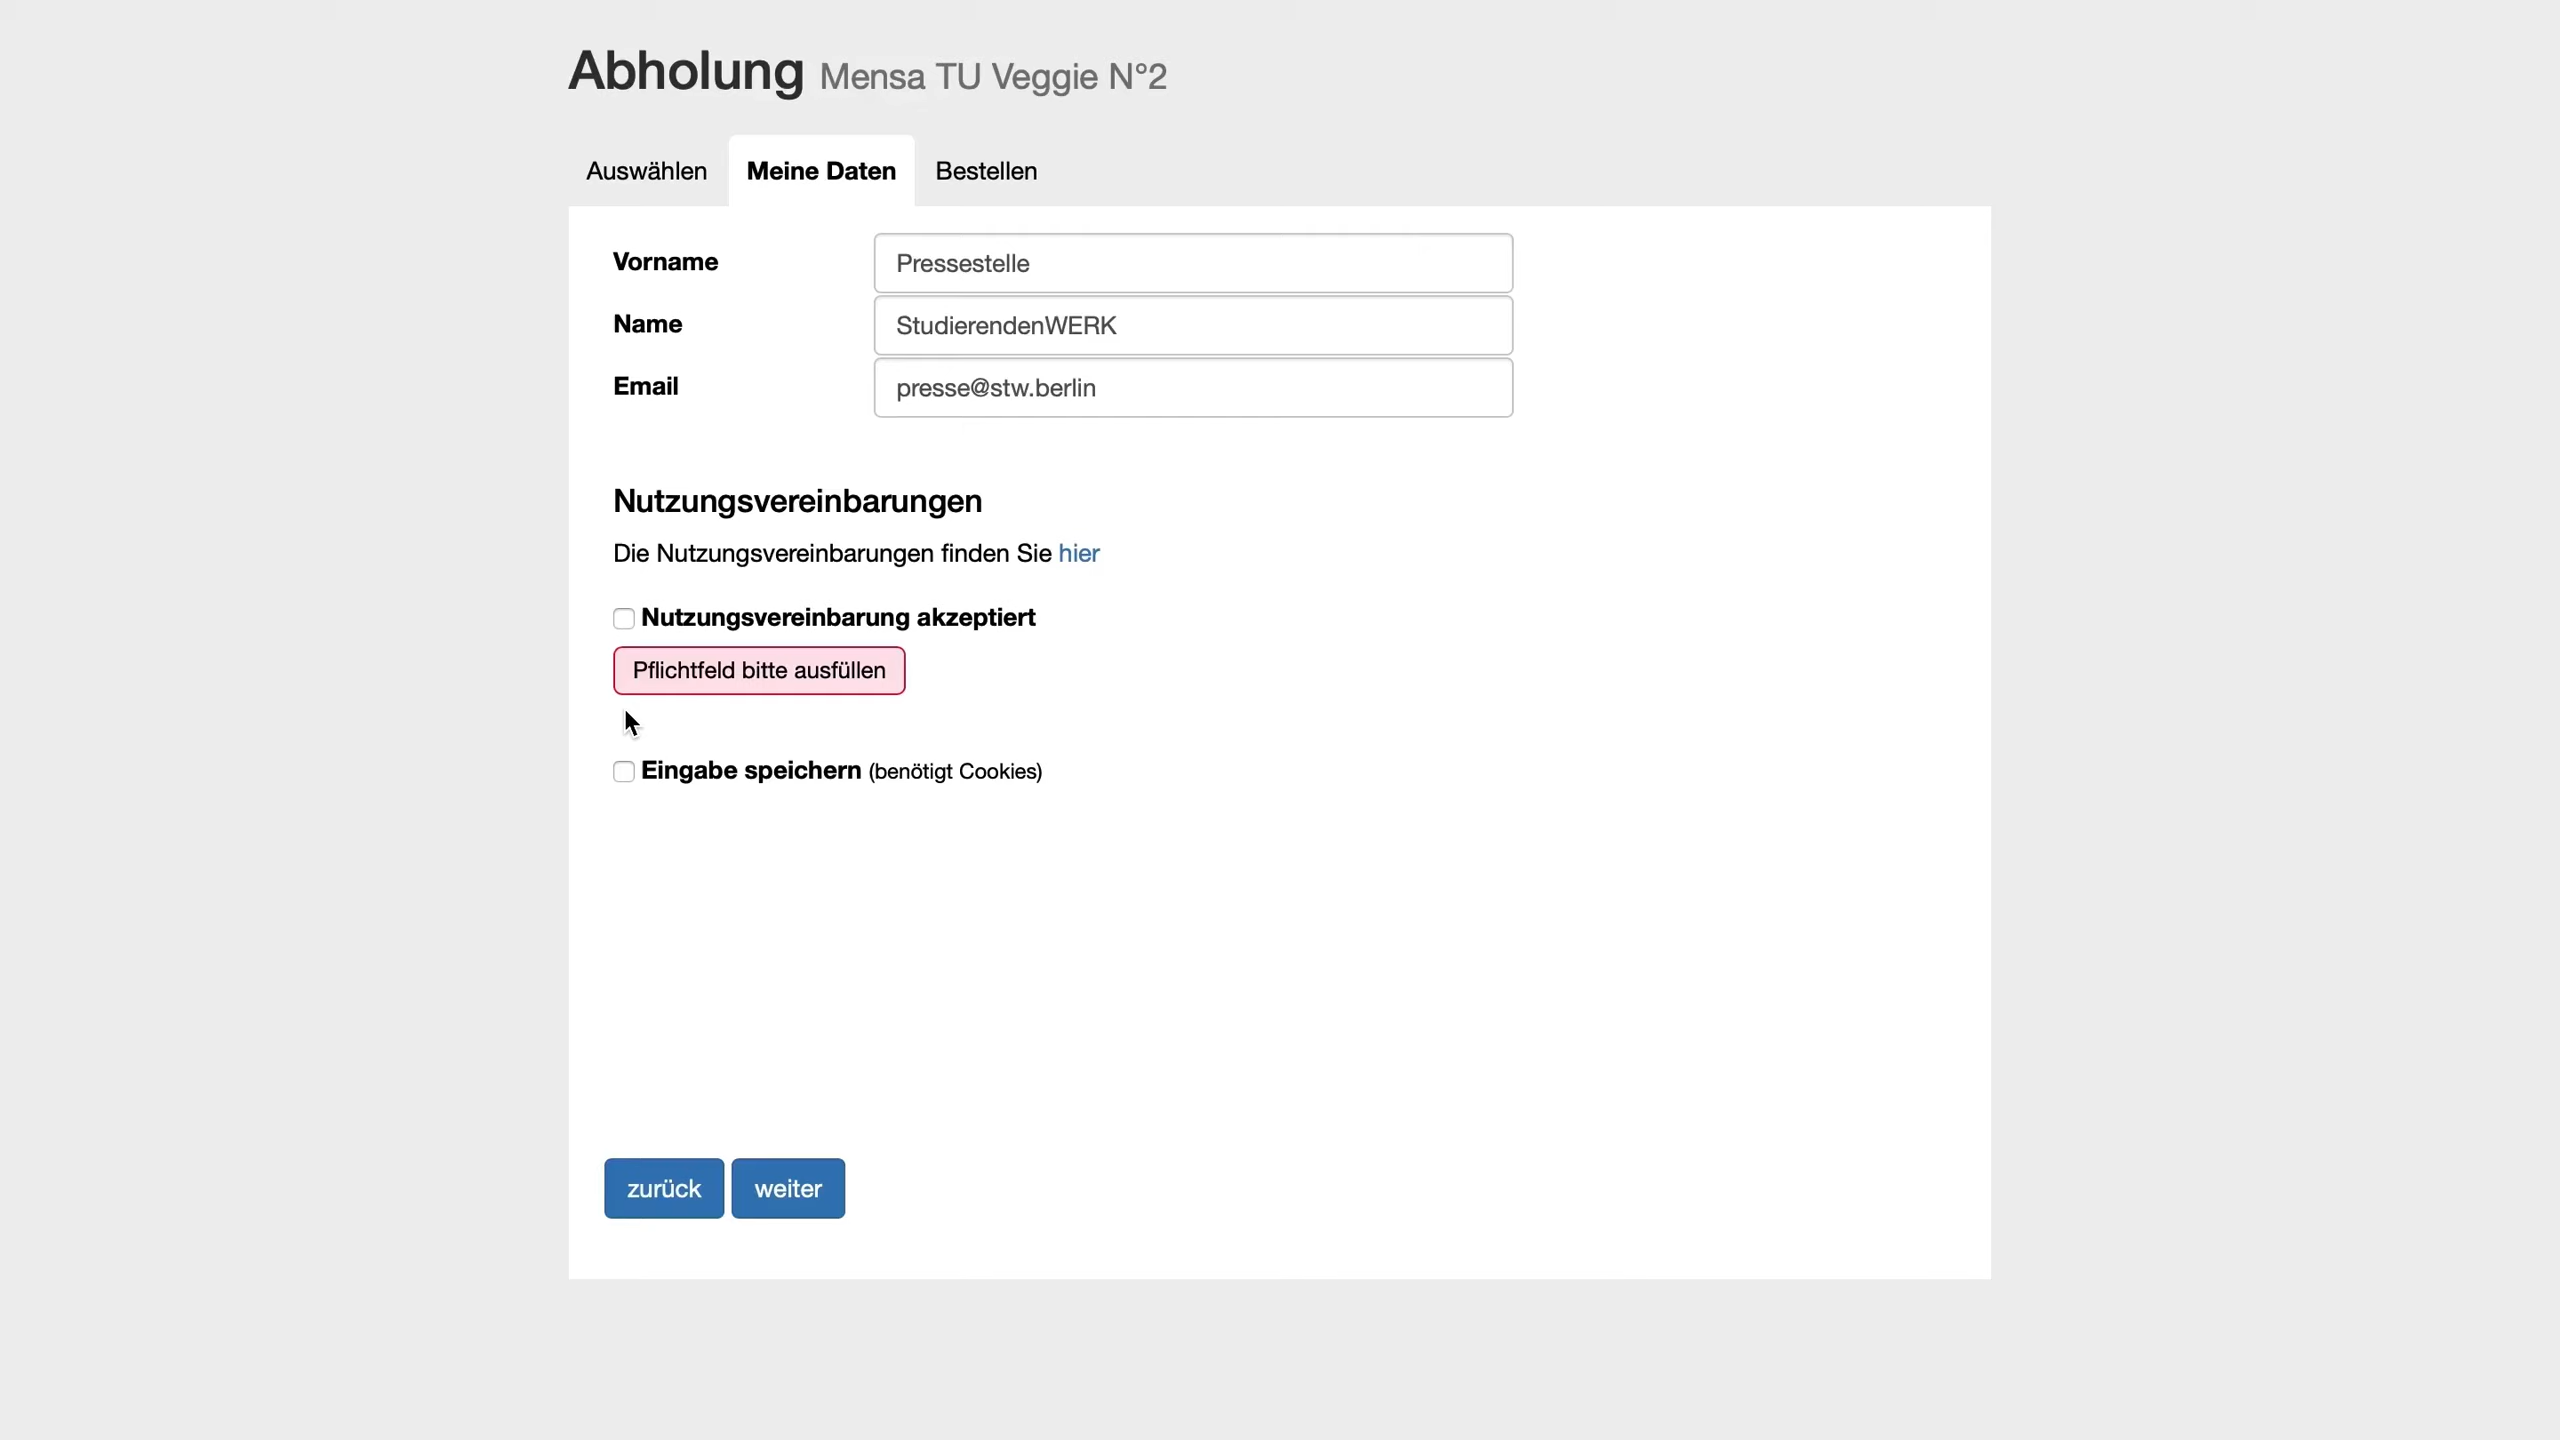 Abholung Mensa TU Veggie N°2
Auswählen Meine Daten Bestellen
Vorname Pressestelle
Name StudierendenWERK
Email presse@stw.berlin
Nutzungsvereinbarungen
Die Nutzungsvereinbarungen finden Sie hier
Nutzungsvereinbarung akzeptiert
Pflichtfeld bitte ausfüllen
Eingabe speichern (benötigt Cookies)
zurück weiter